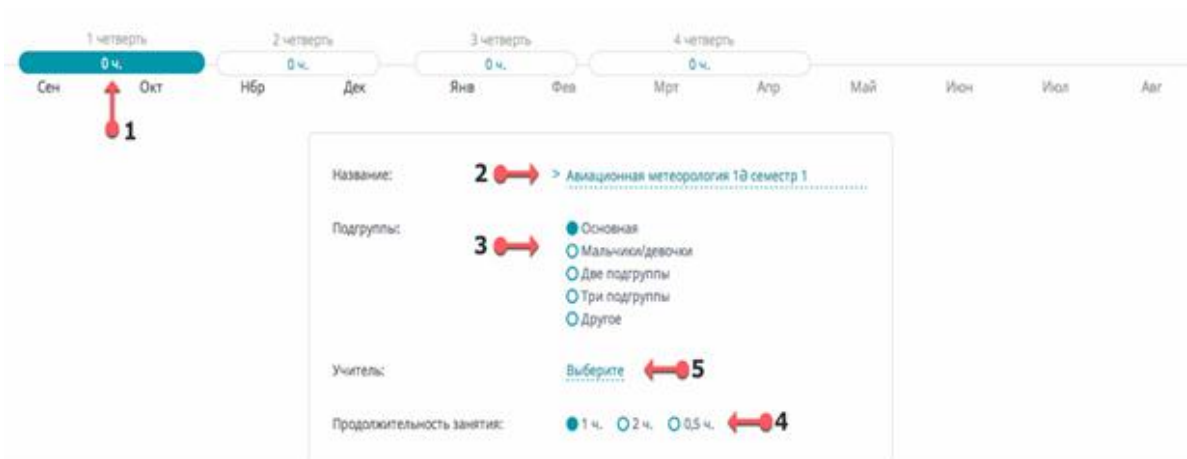 1 четверть 2 четверть 3 четверть 4 четверть
0 ч. 0 ч. 0 ч. 0 ч.
Сен Окт Нбр Дек Янв Фев Мрт Апр Май Июн Июл Авг
1
Название: 2 > Авиационная метеорология 1Ә семестр 1
Подгруппы: 3 Основная
Мальчики/девочки
Две подгруппы
Три подгруппы
Другое
Учитель: Выберите 5
Продолжительность занятия: 1 ч. 2 ч. 0,5 ч. 4